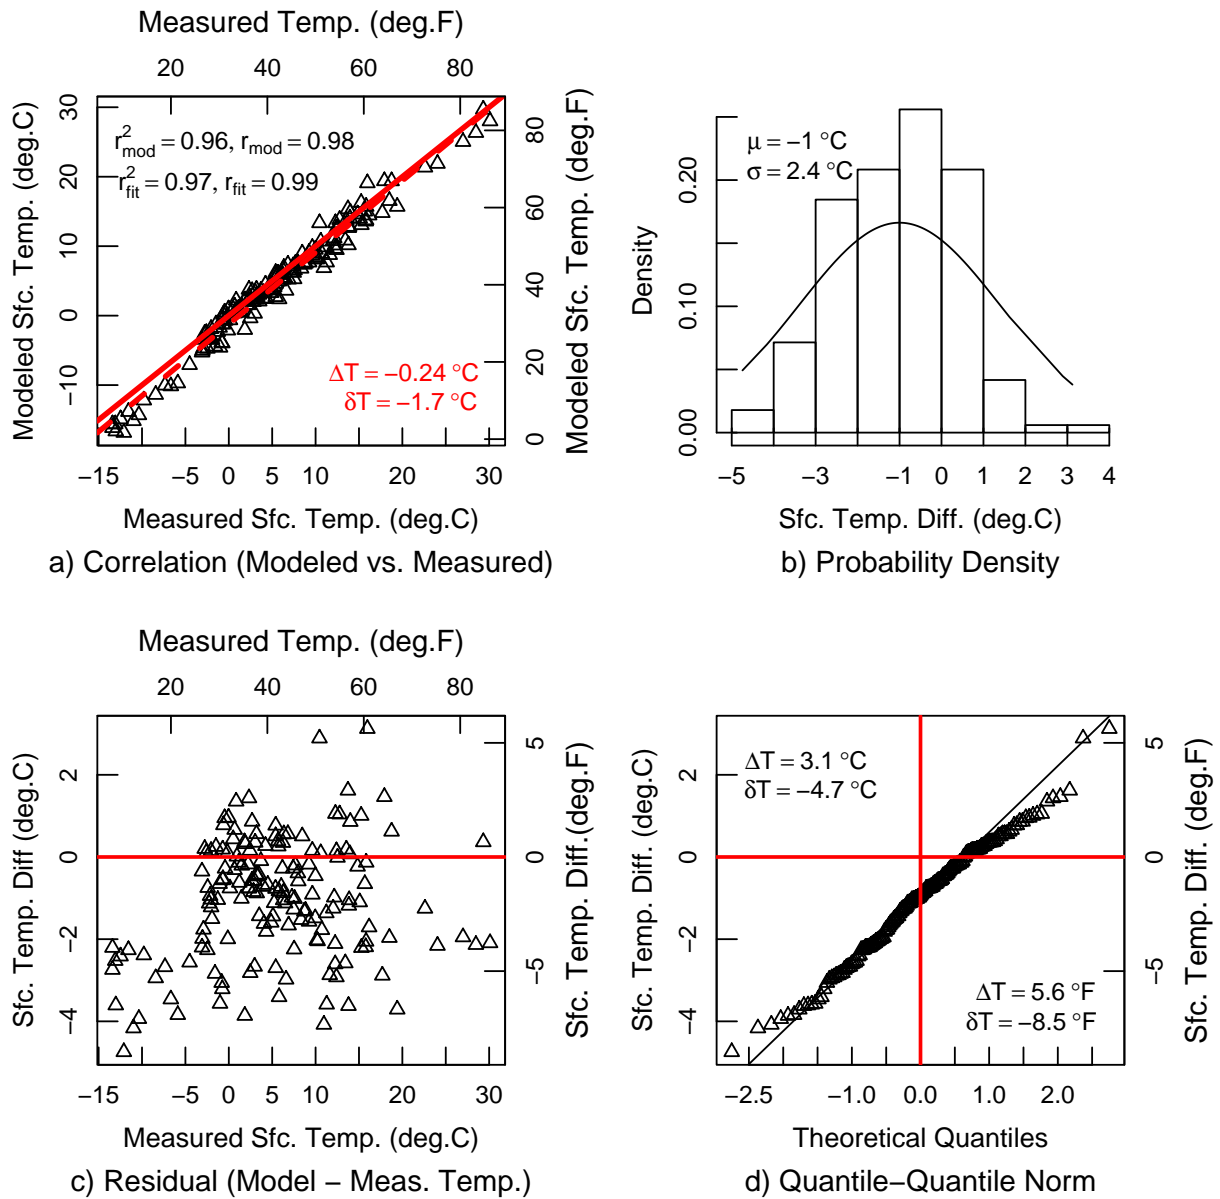 Measured Temp. (deg.F)
20 40 60 80
Modeled Sfc. Temp. (deg.C)
30
20
10
0
−10
r²mod = 0.96, rmod = 0.98
r²fit = 0.97, rfit = 0.99
ΔT = −0.24 °C
δT = −1.7 °C
80
60
40
20
0
Modeled Sfc. Temp. (deg.F)
−15 −5 0 5 10 20 30
Measured Sfc. Temp. (deg.C)
a) Correlation (Modeled vs. Measured)
μ = −1 °C
σ = 2.4 °C
Density
0.20
0.10
0.00
−5 −3 −1 0 1 2 3 4
Sfc. Temp. Diff. (deg.C)
b) Probability Density
Measured Temp. (deg.F)
20 40 60 80
Sfc. Temp. Diff (deg.C)
2
0
−2
−4
5
0
−5
Sfc. Temp. Diff.(deg.F)
−15 −5 0 5 10 20 30
Measured Sfc. Temp. (deg.C)
c) Residual (Model − Meas. Temp.)
Sfc. Temp. Diff. (deg.C)
2
0
−2
−4
ΔT = 3.1 °C
δT = −4.7 °C
ΔT = 5.6 °F
δT = −8.5 °F
5
0
−5
Sfc. Temp. Diff. (deg.F)
−2.5 −1.0 0.0 1.0 2.0
Theoretical Quantiles
d) Quantile−Quantile Norm